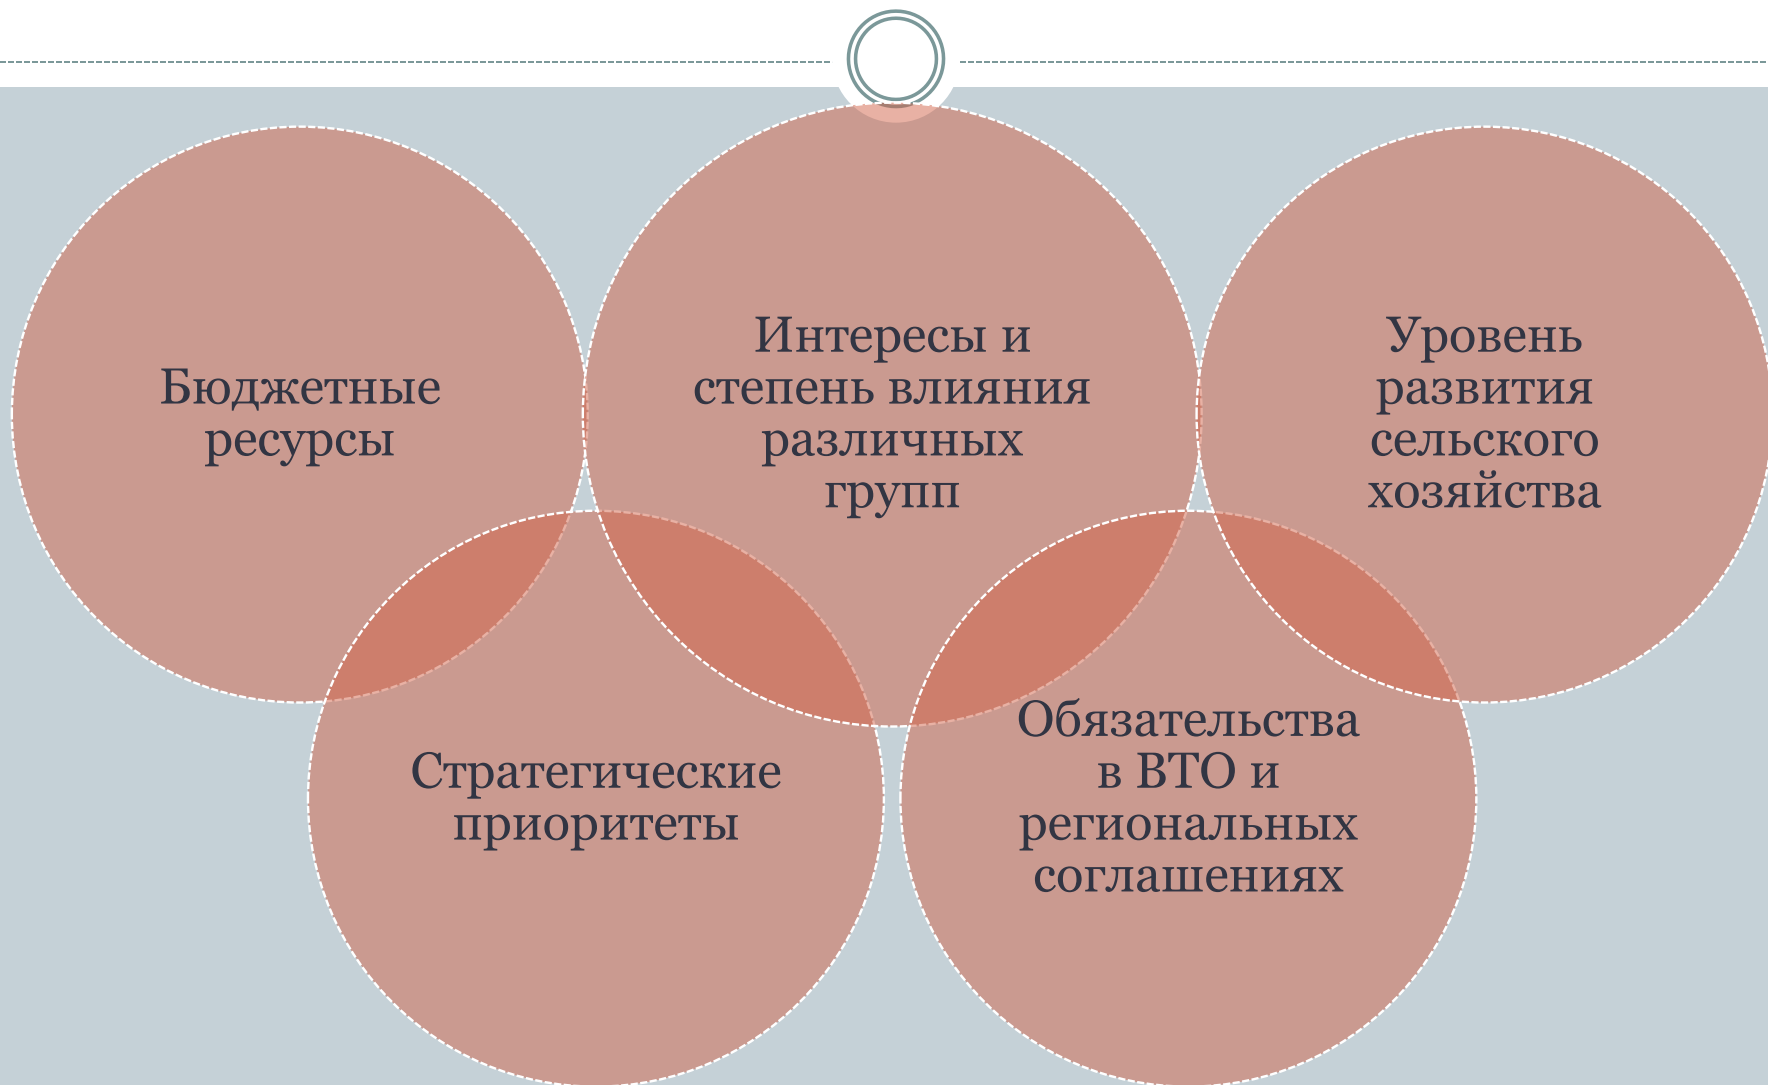 Бюджетные
ресурсы
Интересы и
степень влияния
различных
групп
Уровень
развития
сельского
хозяйства
Стратегические
приоритеты
Обязательства
в ВТО и
региональных
соглашениях